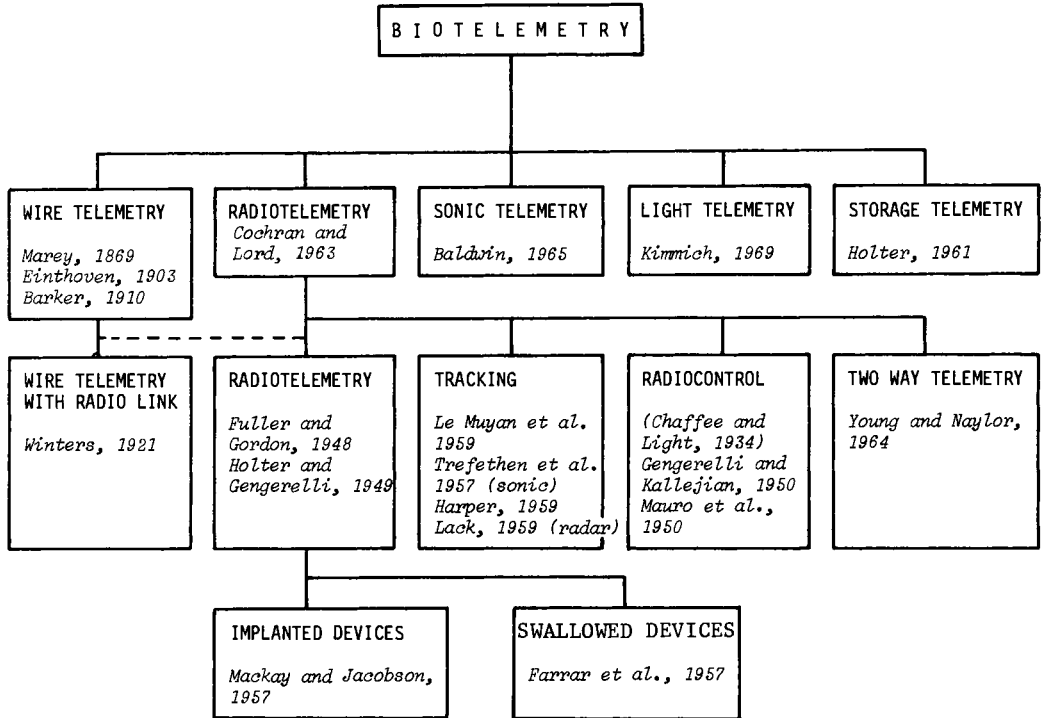 B I O T E L E M E T R Y
WIRE TELEMETRY
Marey, 1869
Einthoven, 1903
Barker, 1910
RADIOTELEMETRY
Cochran and
Lord, 1963
SONIC TELEMETRY
Baldwin, 1965
LIGHT TELEMETRY
Kimmich, 1969
STORAGE TELEMETRY
Holter, 1961
WIRE TELEMETRY
WITH RADIO LINK
Winters, 1921
RADIOTELEMETRY
Fuller and
Gordon, 1948
Holter and
Gengerelli, 1949
TRACKING
Le Muyan et al.
1959
Trefethen et al.
1957 (sonic)
Harper, 1959
Lack, 1959 (radar)
RADIOCONTROL
(Chaffee and
Light, 1934)
Gengerelli and
Kallejian, 1950
Mauro et al.,
1950
TWO WAY TELEMETRY
Young and Naylor,
1964
IMPLANTED DEVICES
Mackay and Jacobson,
1957
SWALLOWED DEVICES
Farrar et al., 1957